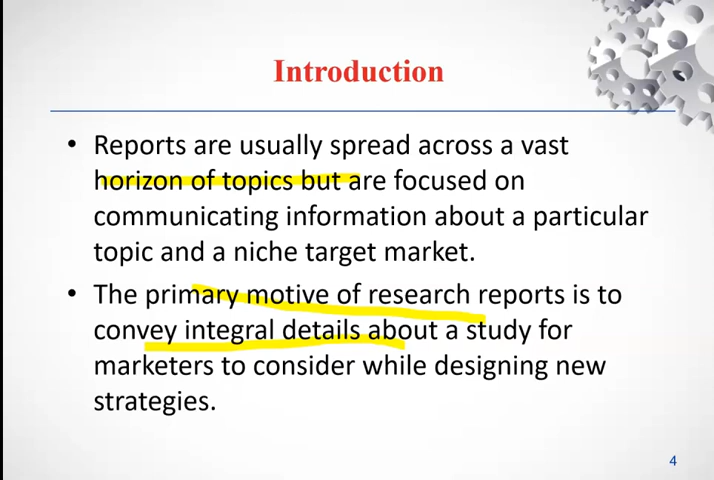 Introduction
• Reports are usually spread across a vast
horizon of topics but are focused on
communicating information about a particular
topic and a niche target market.
• The primary motive of research reports is to
convey integral details about a study for
marketers to consider while designing new
strategies.
4